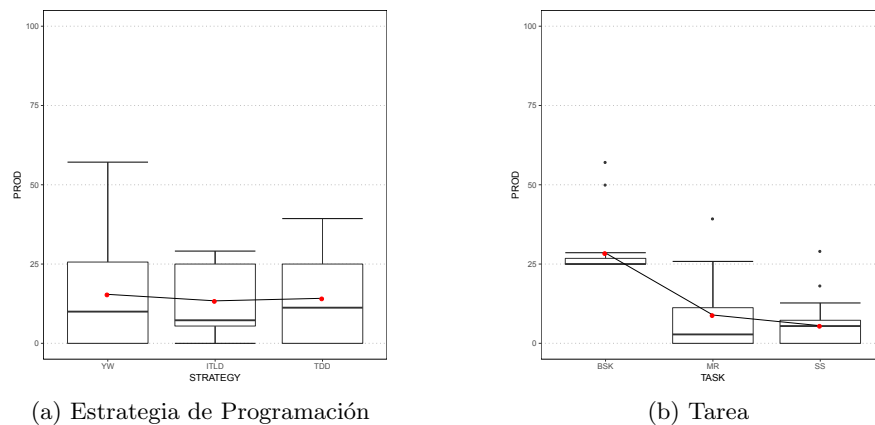 100
75
50
25
0
PROD
YW
ITLD
TDD
STRATEGY
(a) Estrategia de Programación
100
75
50
25
0
PROD
BSK
MR
SS
TASK
(b) Tarea